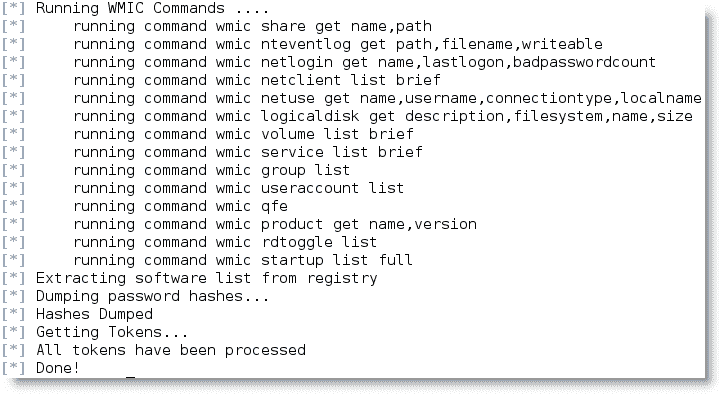 [*] Running WMIC Commands ....
[*]     running command wmic share get name,path
[*]     running command wmic nteventlog get path,filename,writeable
[*]     running command wmic netlogin get name,lastlogon,badpasswordcount
[*]     running command wmic netclient list brief
[*]     running command wmic netuse get name,username,connectiontype,localname
[*]     running command wmic logicaldisk get description,filesystem,name,size
[*]     running command wmic volume list brief
[*]     running command wmic service list brief
[*]     running command wmic group list
[*]     running command wmic useraccount list
[*]     running command wmic qfe
[*]     running command wmic product get name,version
[*]     running command wmic rdtoggle list
[*]     running command wmic startup list full
[*] Extracting software list from registry
[*] Dumping password hashes...
[*] Hashes Dumped
[*] Getting Tokens...
[*] All tokens have been processed
[*] Done!